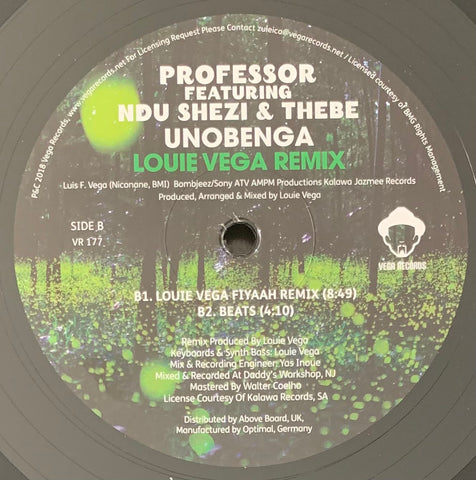 P&C 2019 Vega Records. www.vegarecords.net For Licensing Request Please Contact zuleica@vegarecords.net / Licensed courtesy of BMG Rights Management
PROFESSOR
FEATURING
NDU SHEZI & THEBE
UNOBENGA
LOUIE VEGA REMIX
Luis F. Vega (Niconane, BMI) Bombjeez/Sony ATV AMPM Productions Kalawa Jazmee Records
Produced, Arranged & Mixed by Louie Vega
SIDE B
VR 177
VEGA RECORDS
B1. LOUIE VEGA FIYAAH REMIX (8:49)
B2. BEATS (4:10)
Remix Produced By Louie Vega
Keyboards & Synth Bass: Louie Vega
Mix & Recording Engineer: Yas Inoue
Mixed & Recorded At Daddy's Workshop, NJ
Mastered By Walter Coelho
License Courtesy Of Kalawa Records, SA
Distributed by Above Board, UK,
Manufactured by Optimal, Germany